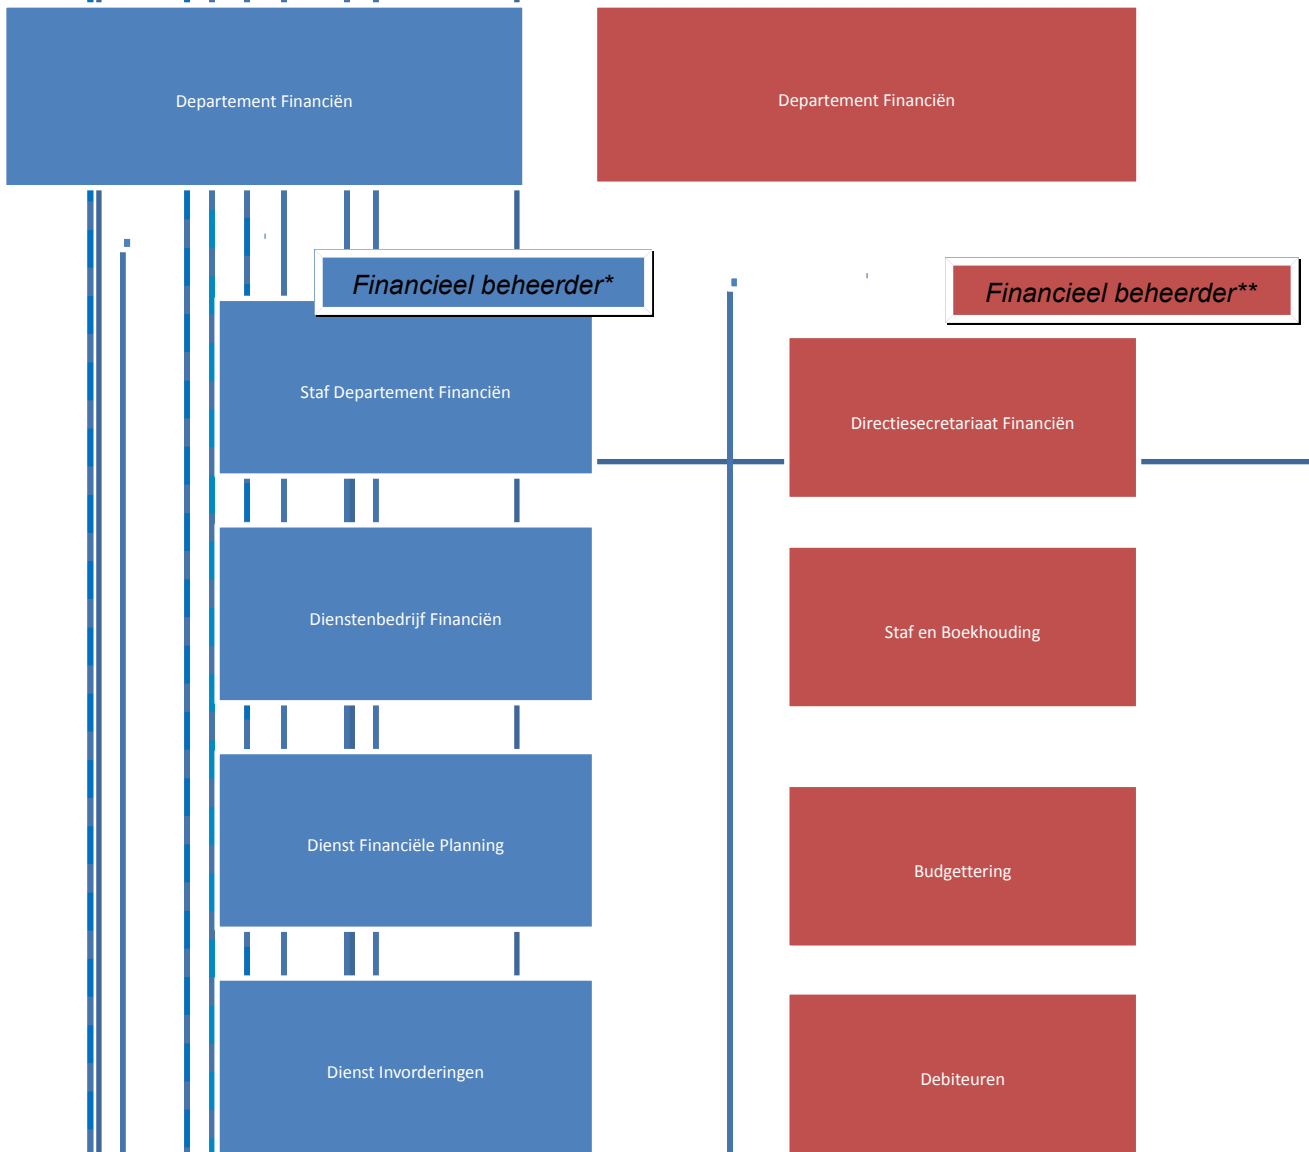 Departement Financiën
Departement Financiën
Financieel beheerder*
Financieel beheerder**
Staf Departement Financiën
Directiesecretariaat Financiën
Dienstenbedrijf Financiën
Staf en Boekhouding
Dienst Financiële Planning
Budgettering
Dienst Invorderingen
Debiteuren